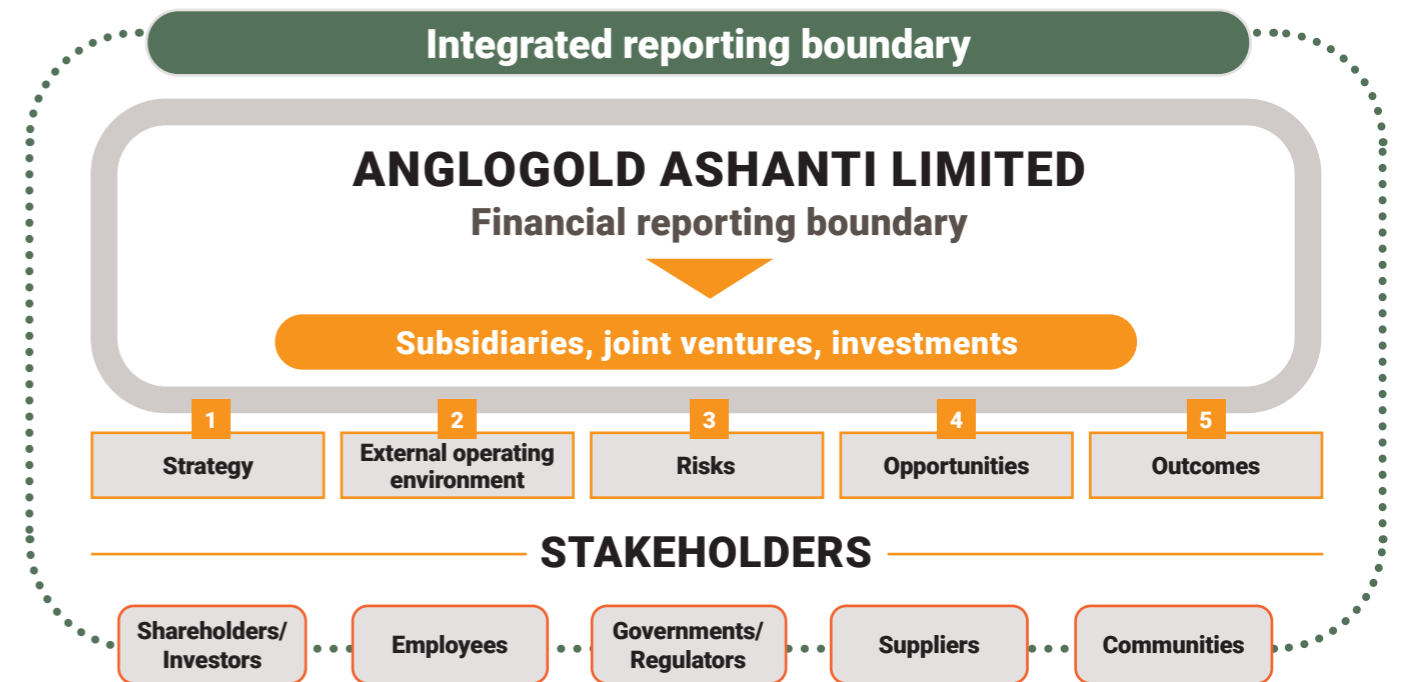 Integrated reporting boundary
ANGLOGOLD ASHANTI LIMITED
Financial reporting boundary
Subsidiaries, joint ventures, investments
1
Strategy
2
External operating
environment
3
Risks
4
Opportunities
5
Outcomes
STAKEHOLDERS
Shareholders/
Investors
Employees
Governments/
Regulators
Suppliers
Communities